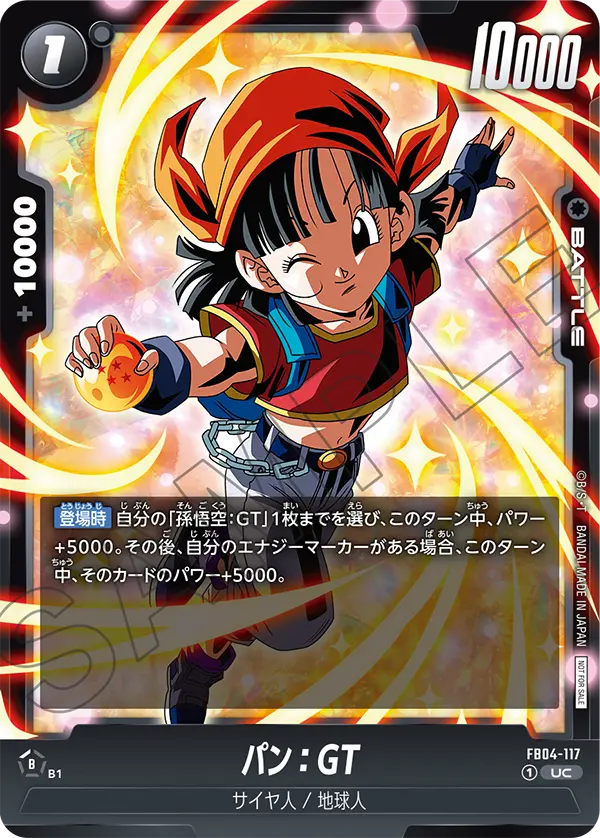 1
10000
+ 10000
BATTLE
SAMPLE
登場時 自分の「孫悟空:GT」1枚までを選び、このターン中、パワー
+5000。その後、自分のエナジーマーカーがある場合、このターン
中、そのカードのパワー+5000。
©B/S・T BANDAI MADE IN JAPAN
NOT FOR SALE
B
B1
パン:GT
FB04-117
1 UC
サイヤ人 / 地球人